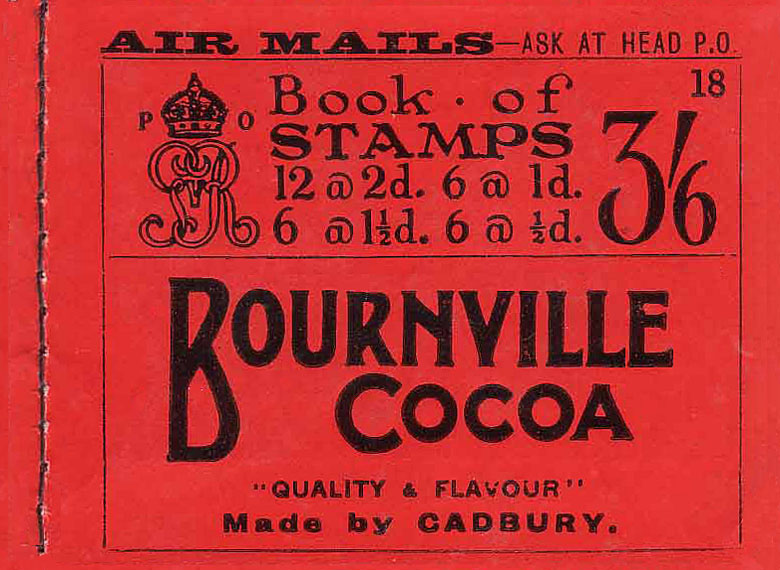 AIR MAILS—ASK AT HEAD P.O.
18
P O
Book · of
STAMPS
3/6
12 @ 2d. 6 @ 1d.
6 @ 1½d. 6 @ ½d.
BOURNVILLE
COCOA
"QUALITY & FLAVOUR"
Made by CADBURY.